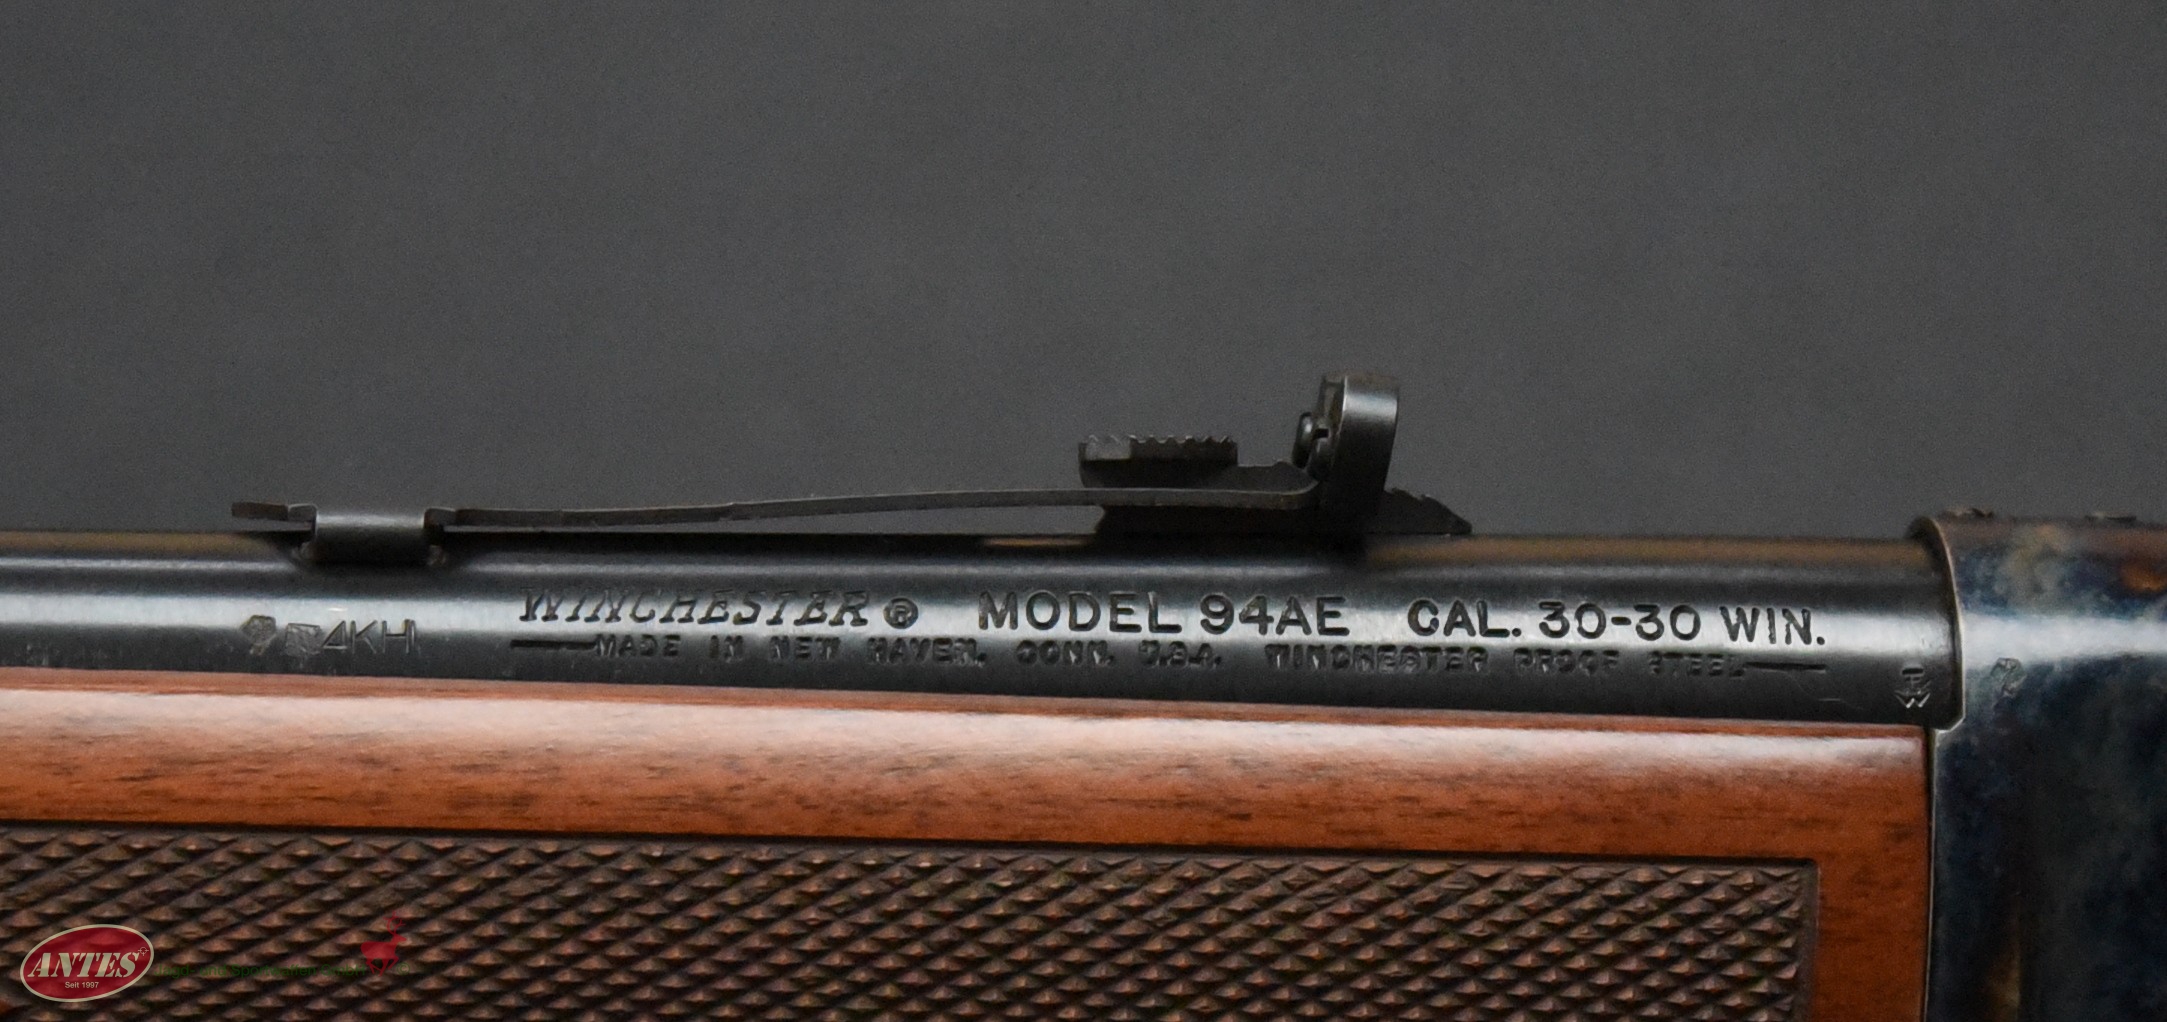 WINCHESTER® MODEL 94AE CAL. 30-30 WIN.
MADE IN NEW HAVEN, CONN. U.S.A. WINCHESTER PROOF STEEL
4KH
ANTES
Seit 1997